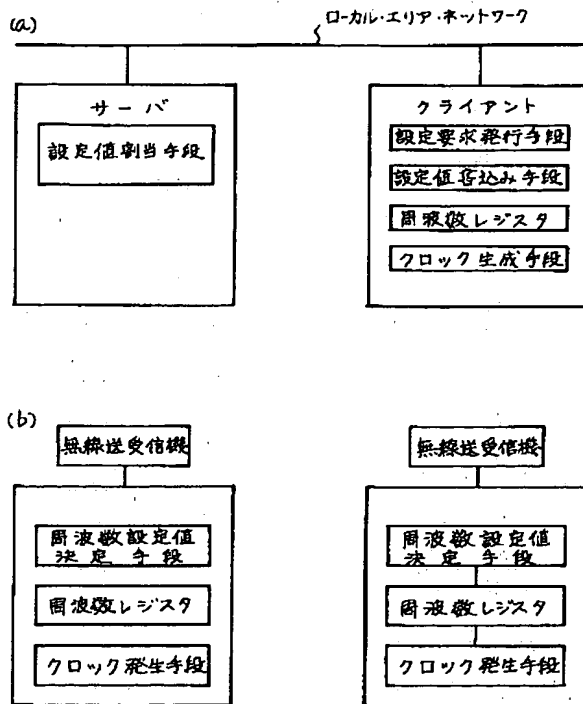 (a)
ローカル・エリア・ネットワーク
サーバ
設定値割当手段
クライアント
設定要求発行手段
設定値書込み手段
周波数レジスタ
クロック生成手段
(b)
無線送受信機
周波数設定値
決定手段
周波数レジスタ
クロック発生手段
無線送受信機
周波数設定値
決定手段
周波数レジスタ
クロック発生手段